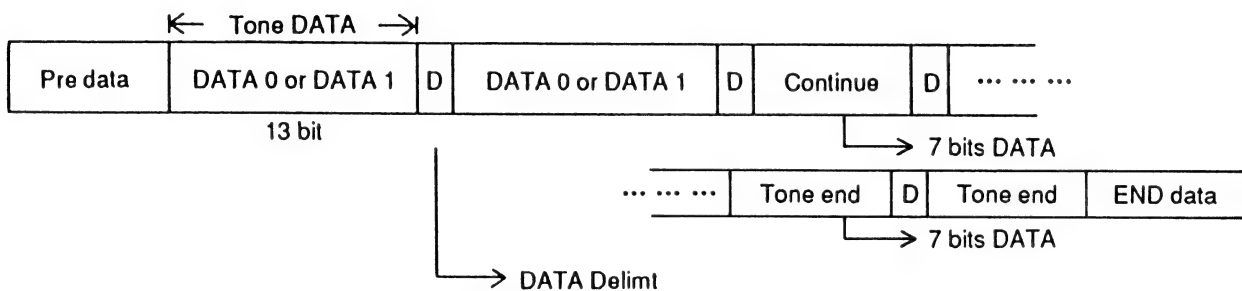 Tone DATA
Pre data DATA 0 or DATA 1 D DATA 0 or DATA 1 D Continue D ... ... ...
13 bit
7 bits DATA
... ... ... Tone end D Tone end END data
7 bits DATA
DATA Delimt